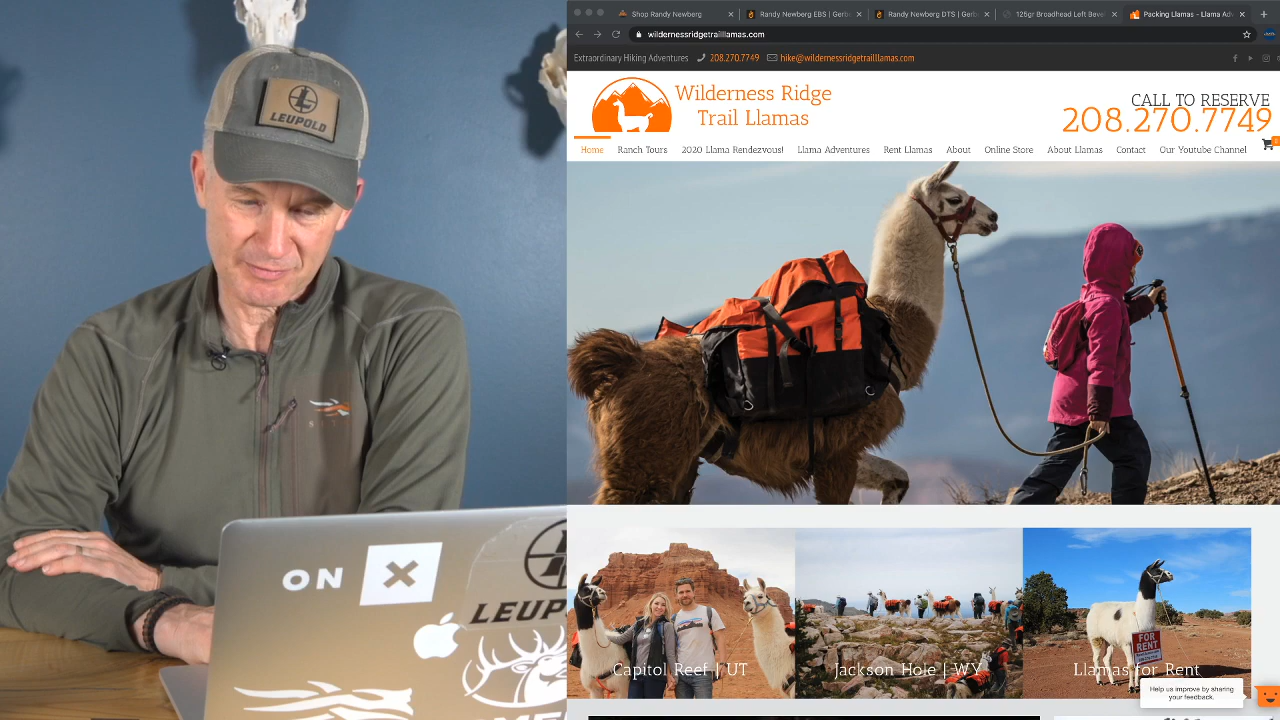 LEUPOLD
S
ON X
LEUP
Shop Randy Newberg
Randy Newberg EBS | Gerb
Randy Newberg DTS | Gerb
125gr Broadhead Left Beve
Packing Llamas - Llama Adv
wildernessridgetraillamas.com
Extraordinary Hiking Adventures 208.270.7749 hike@wildernessridgetraillamas.com
Wilderness Ridge
Trail Llamas
CALL TO RESERVE
208.270.7749
Home Ranch Tours 2020 Llama Rendezvous! Llama Adventures Rent Llamas About Online Store About Llamas Contact Our Youtube Channel
Capitol Reef | UT
Jackson Hole | WY
FOR
RENT
Llamas for Rent
Help us improve by sharing
your feedback.